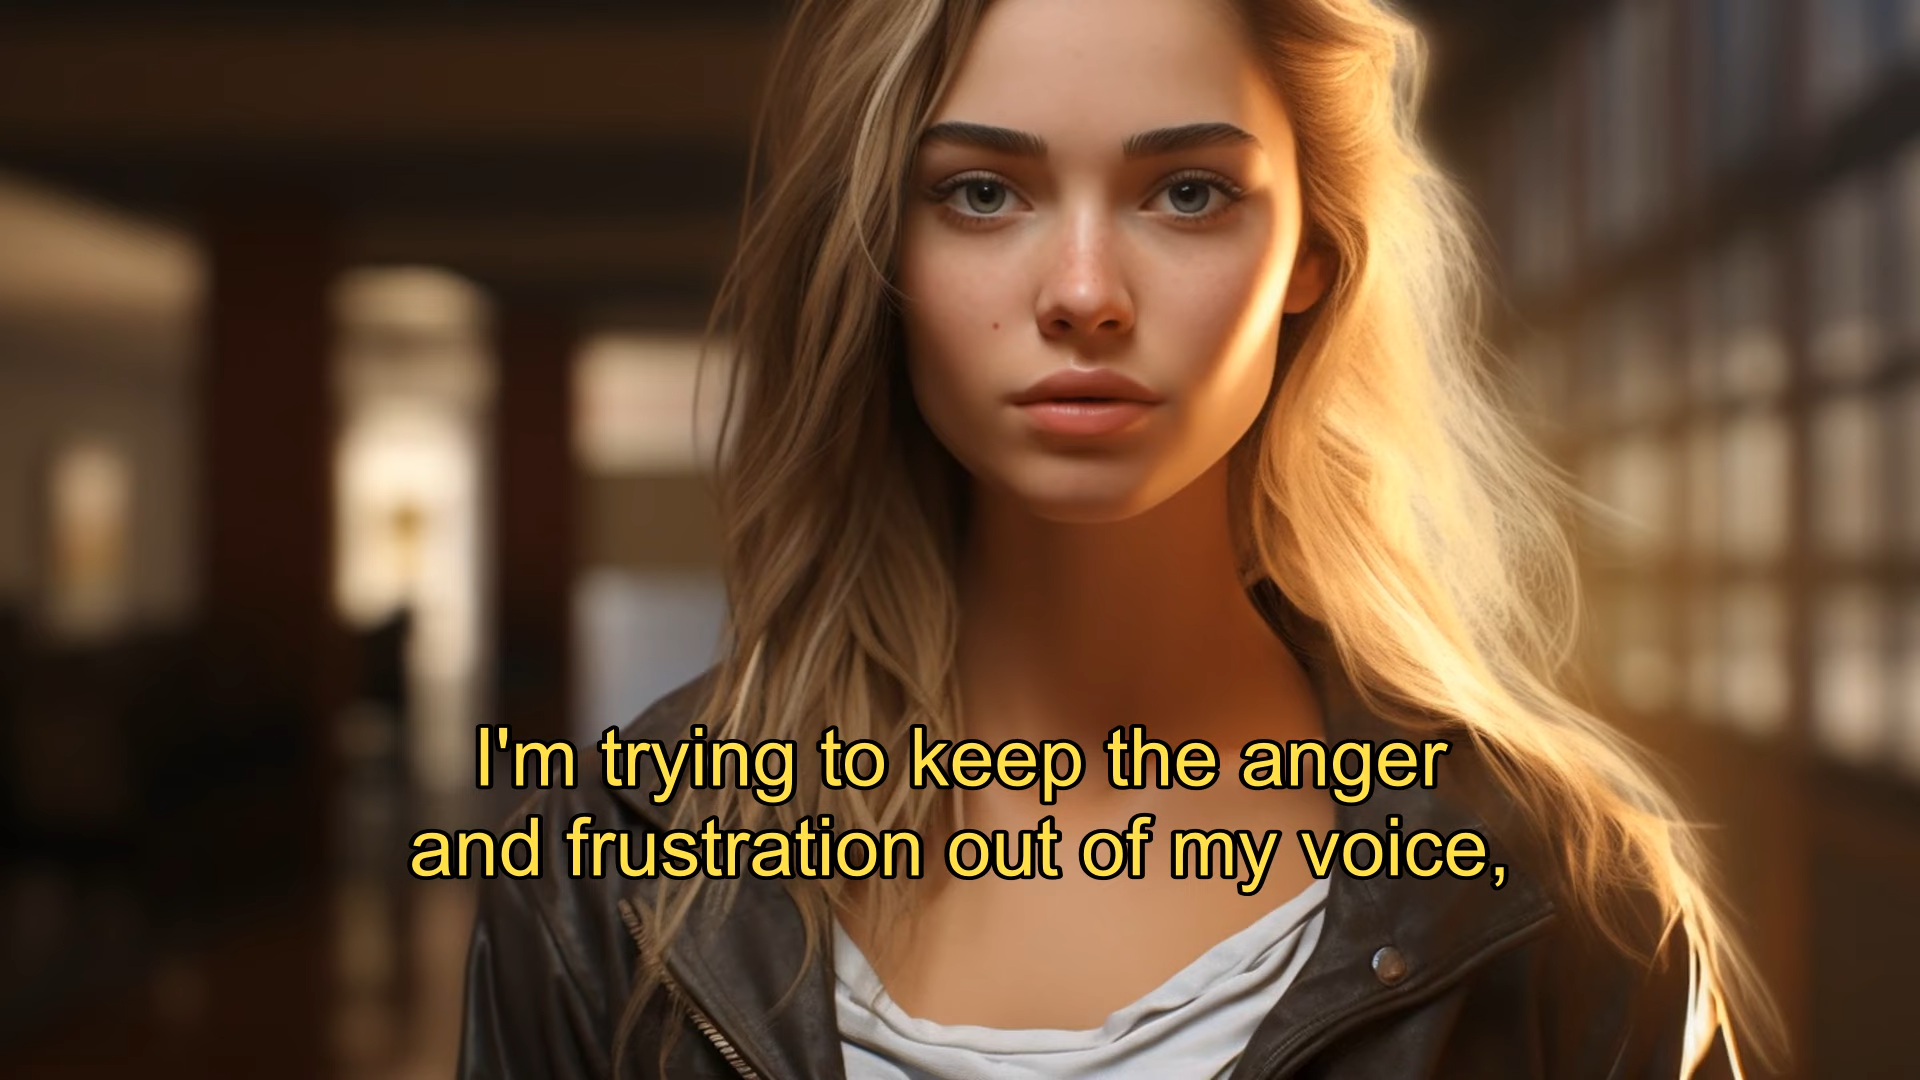 I'm trying to keep the anger
and frustration out of my voice,